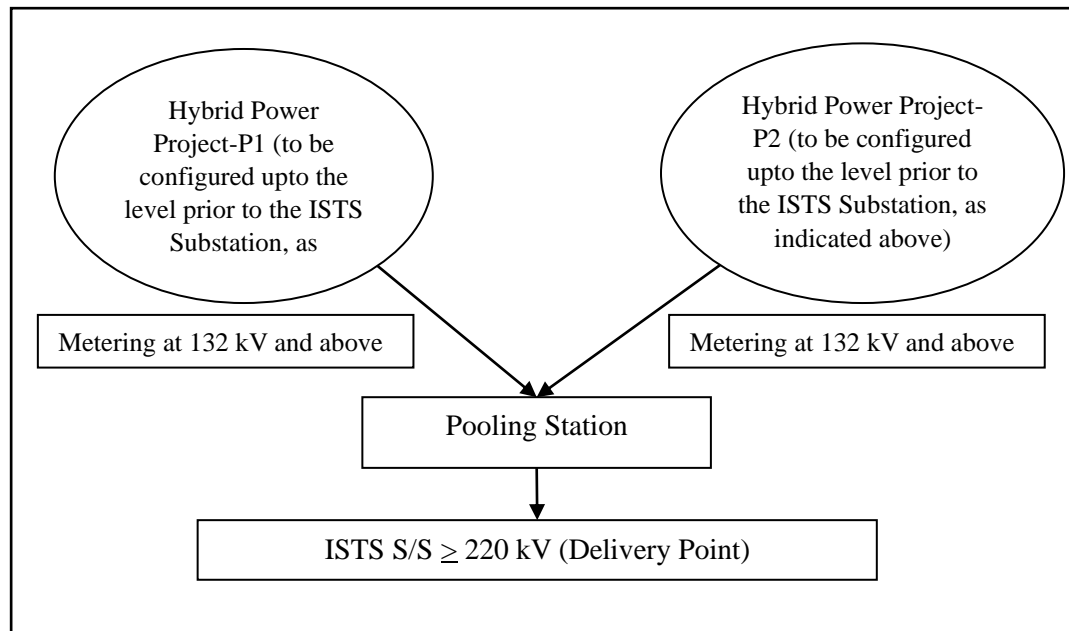 Hybrid Power
Project-P1 (to be
configured upto the
level prior to the ISTS
Substation, as
Hybrid Power Project-
P2 (to be configured
upto the level prior to
the ISTS Substation, as
indicated above)
Metering at 132 kV and above
Metering at 132 kV and above
Pooling Station
ISTS S/S ≥ 220 kV (Delivery Point)